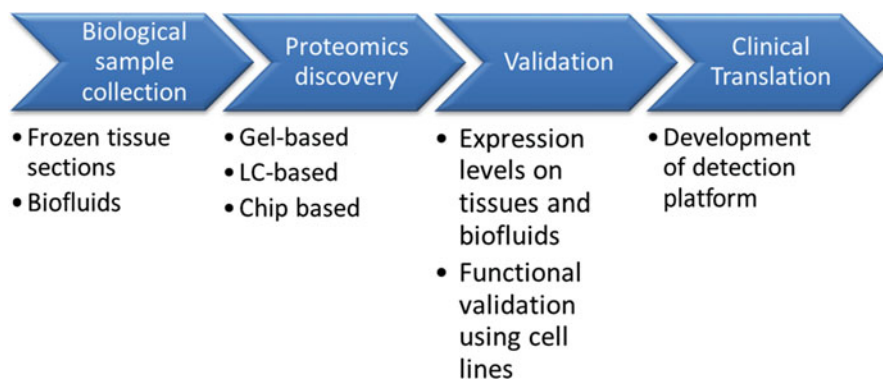 Biological
sample
collection
• Frozen tissue
sections
• Biofluids
Proteomics
discovery
• Gel-based
• LC-based
• Chip based
Validation
• Expression
levels on
tissues and
biofluids
• Functional
validation
using cell
lines
Clinical
Translation
• Development
of detection
platform